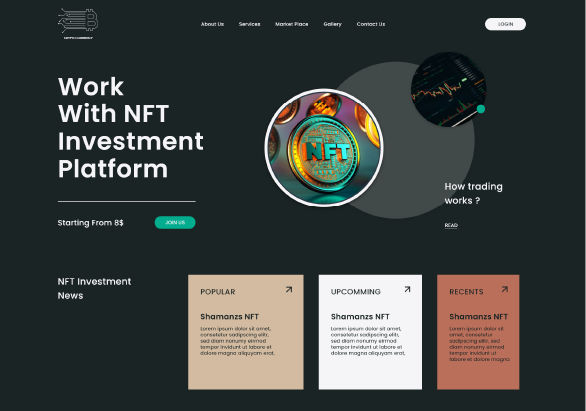 CRYPTOCURRENCY
About Us
Services
Market Place
Gallery
Contact Us
LOGIN
Work
With NFT
Investment
Platform
NFT
How trading
works ?
READ
Starting From 8$
JOIN US
NFT Investment
News
POPULAR
Shamanzs NFT
Lorem ipsum dolor sit amet,
consetetur sadipscing elitr,
sed diam nonumy eirmod
tempor invidunt ut labore et
dolore magna aliquyam erat,
UPCOMMING
Shamanzs NFT
Lorem ipsum dolor sit amet,
consetetur sadipscing elitr,
sed diam nonumy eirmod
tempor invidunt ut labore et
dolore magna aliquyam erat,
RECENTS
Shamanzs NFT
Lorem ipsum dolor sit
amet, consetetur
sadipscing elitr, sed
diam nonumy eirmod
tempor invidunt ut
labore et dolore magna